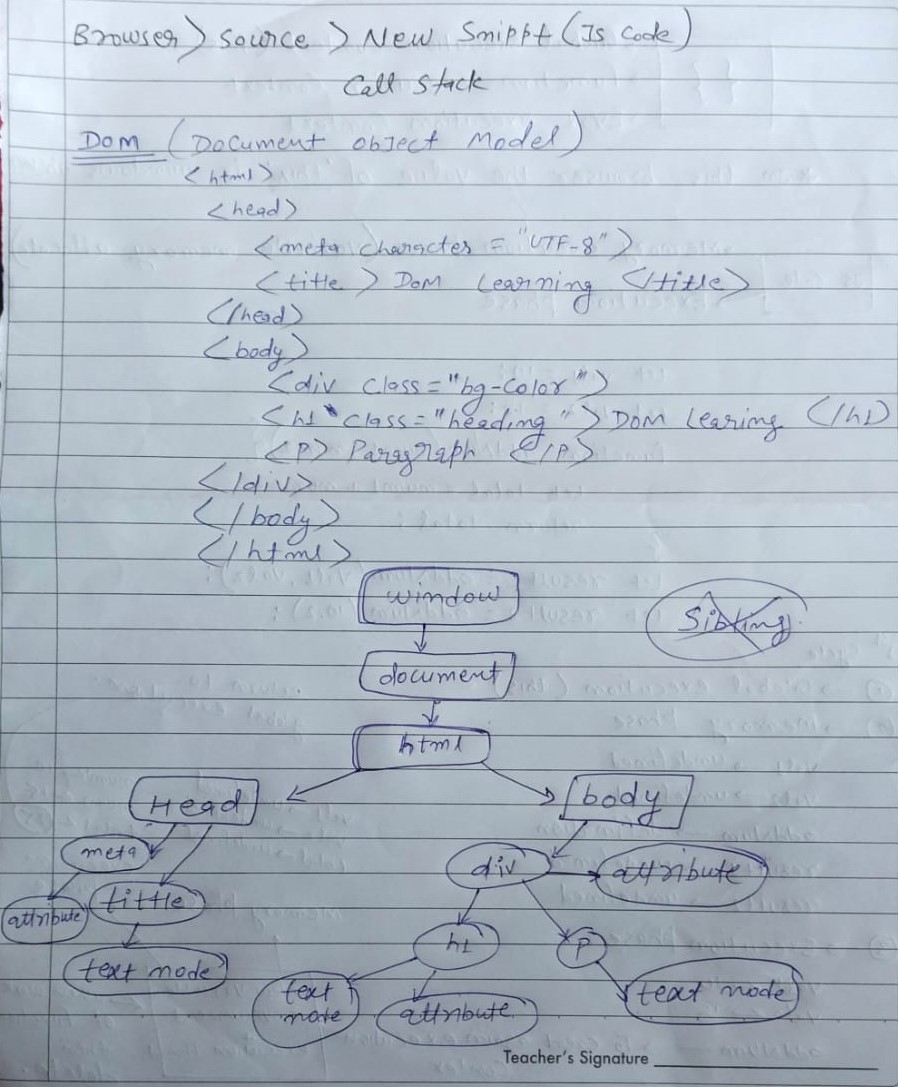 Browser > Source > New Snippt (Js Code)
Call Stack
DOM (Document Object Model)
<html>
<head>
<meta character = "UTF-8">
<title> DOM Learning </title>
</head>
<body>
<div class="bg-color">
<h1 class="heading"> DOM Learing </h1>
<P> Paragraph </P>
</div>
</body>
</html>
window
Sibling
document
html
Head
body
meta
div
attribute
attribute
tittle
h1
P
text node
text node
attribute
text node
Teacher's Signature